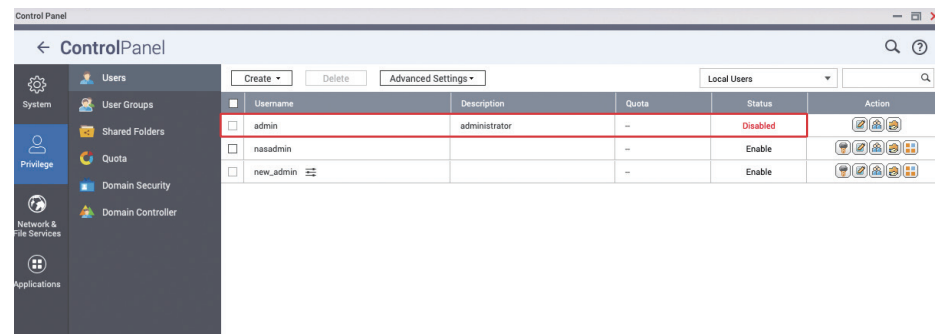 Control Panel
ControlPanel
System
Privilege
Network &
File Services
Applications
Users
User Groups
Shared Folders
Quota
Domain Security
Domain Controller
Create Delete Advanced Settings Local Users
Username Description Quota Status Action
admin administrator – Disabled
nasadmin – Enable
new_admin – Enable